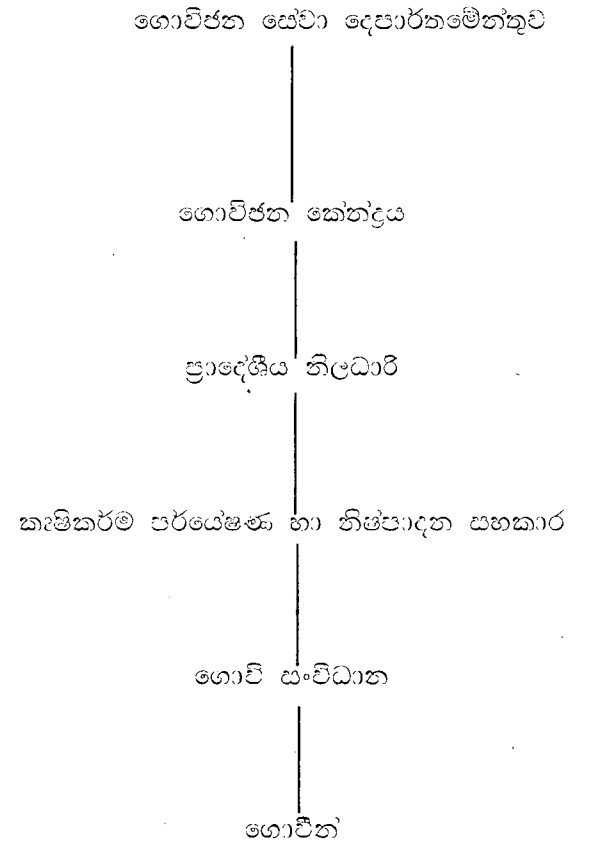 ගොවිජන සේවා දෙපාර්තමේන්තුව
ගොවිජන කේන්ද්‍රය
ප්‍රාදේශීය නිලධාරී
කෘෂිකර්ම පර්යේෂණ හා නිෂ්පාදන සහකාර
ගොවි සංවිධාන
ගොවීන්